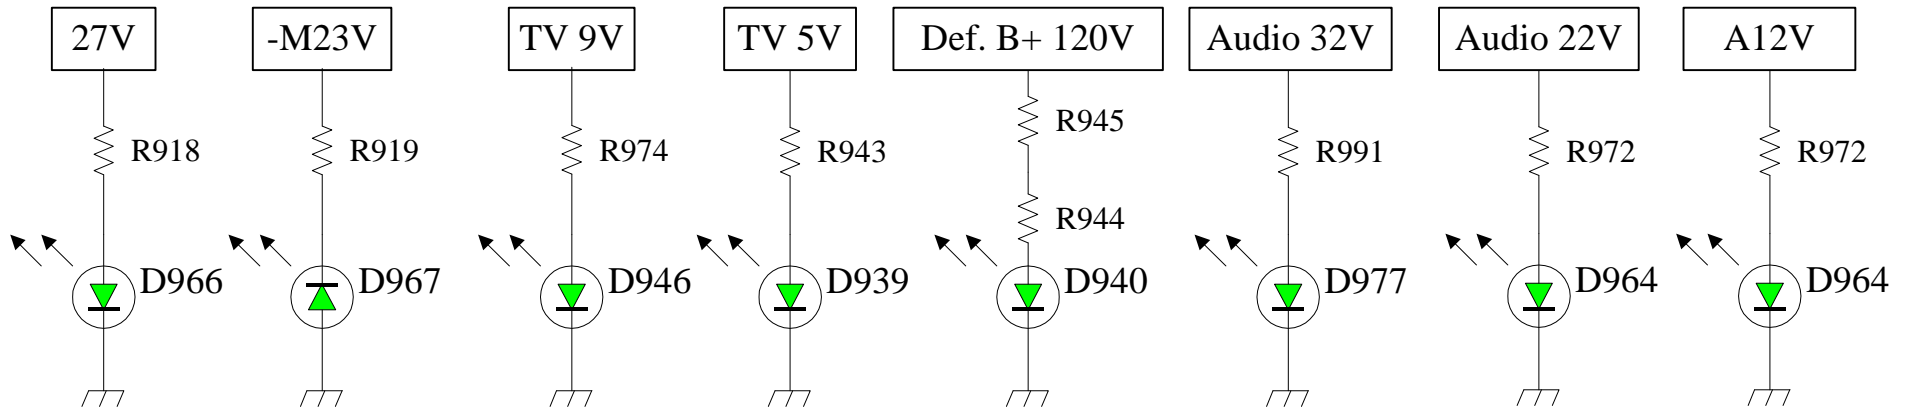 27V
-M23V
TV 9V
TV 5V
Def. B+ 120V
Audio 32V
Audio 22V
A12V
R918
R919
R974
R943
R945
R944
R991
R972
R972
D966
D967
D946
D939
D940
D977
D964
D964